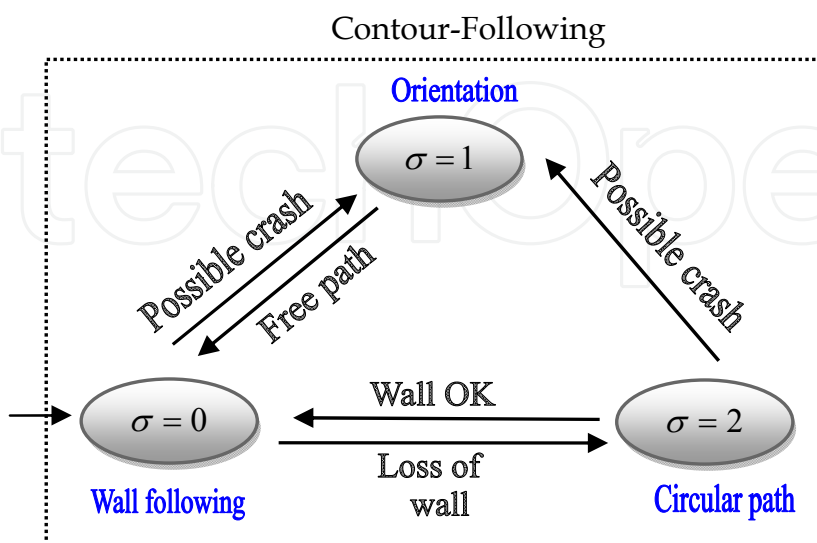 Contour-Following
Orientation
σ = 1
Possible crash
Free path
Possible crash
Wall OK
σ = 0
σ = 2
Loss of
wall
Wall following
Circular path